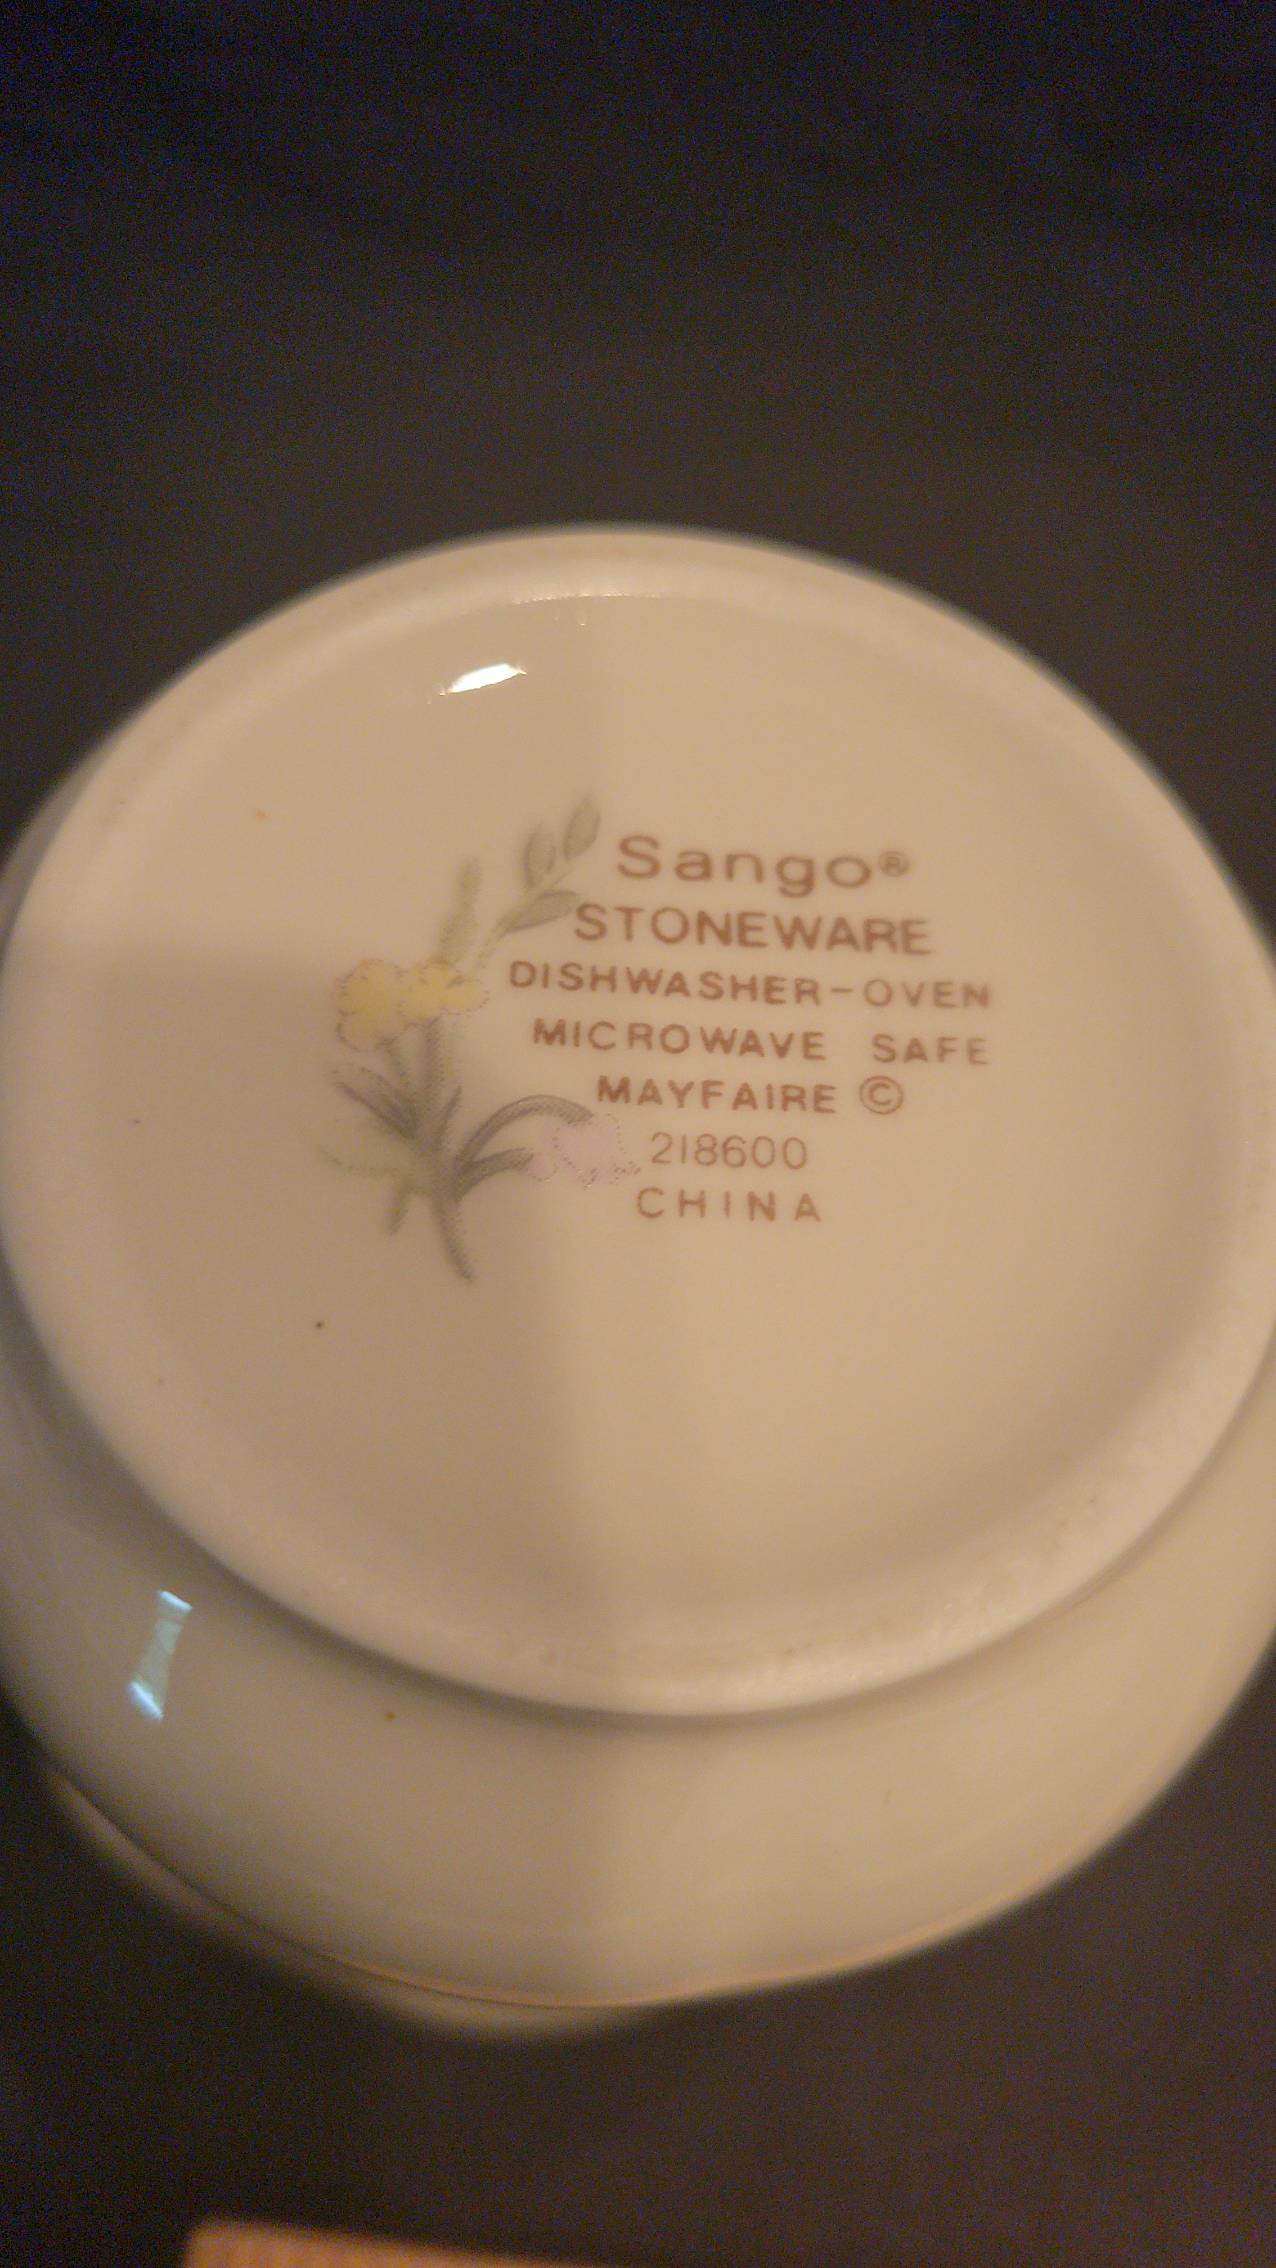 Sango®
STONEWARE
DISHWASHER-OVEN
MICROWAVE SAFE
MAYFAIRE ©
218600
CHINA